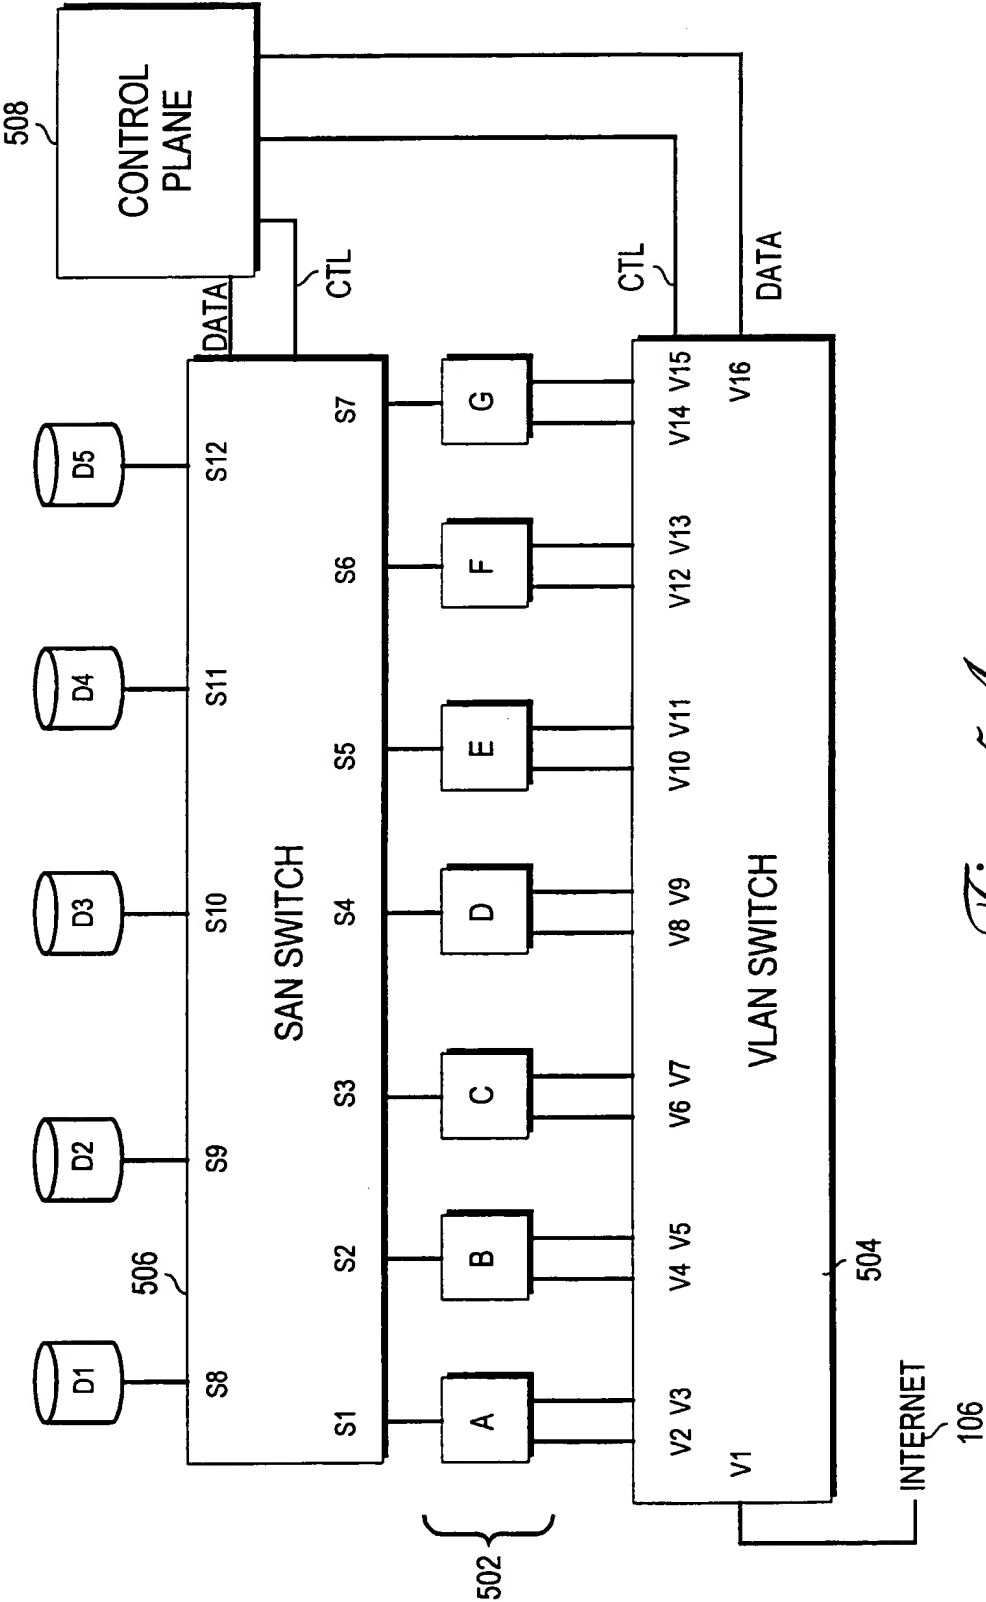 508
CONTROL
PLANE
DATA
CTL
CTL
DATA
D1
D2
D3
D4
D5
506
S8
S9
S10
S11
S12
SAN SWITCH
S1
S2
S3
S4
S5
S6
S7
502
A
B
C
D
E
F
G
V2
V3
V4
V5
V6
V7
V8
V9
V10
V11
V12
V13
V14
V15
V1
VLAN SWITCH
V16
504
INTERNET
106